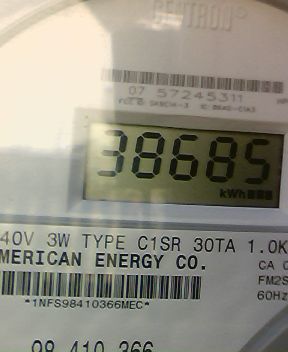 CENTRON®
07 57245311
38685
kWh
40V 3W TYPE C1SR 30TA 1.0K
MERICAN ENERGY CO.
CA 0
FM2S
60Hz
*1NFS98410366MEC*
98 410 366